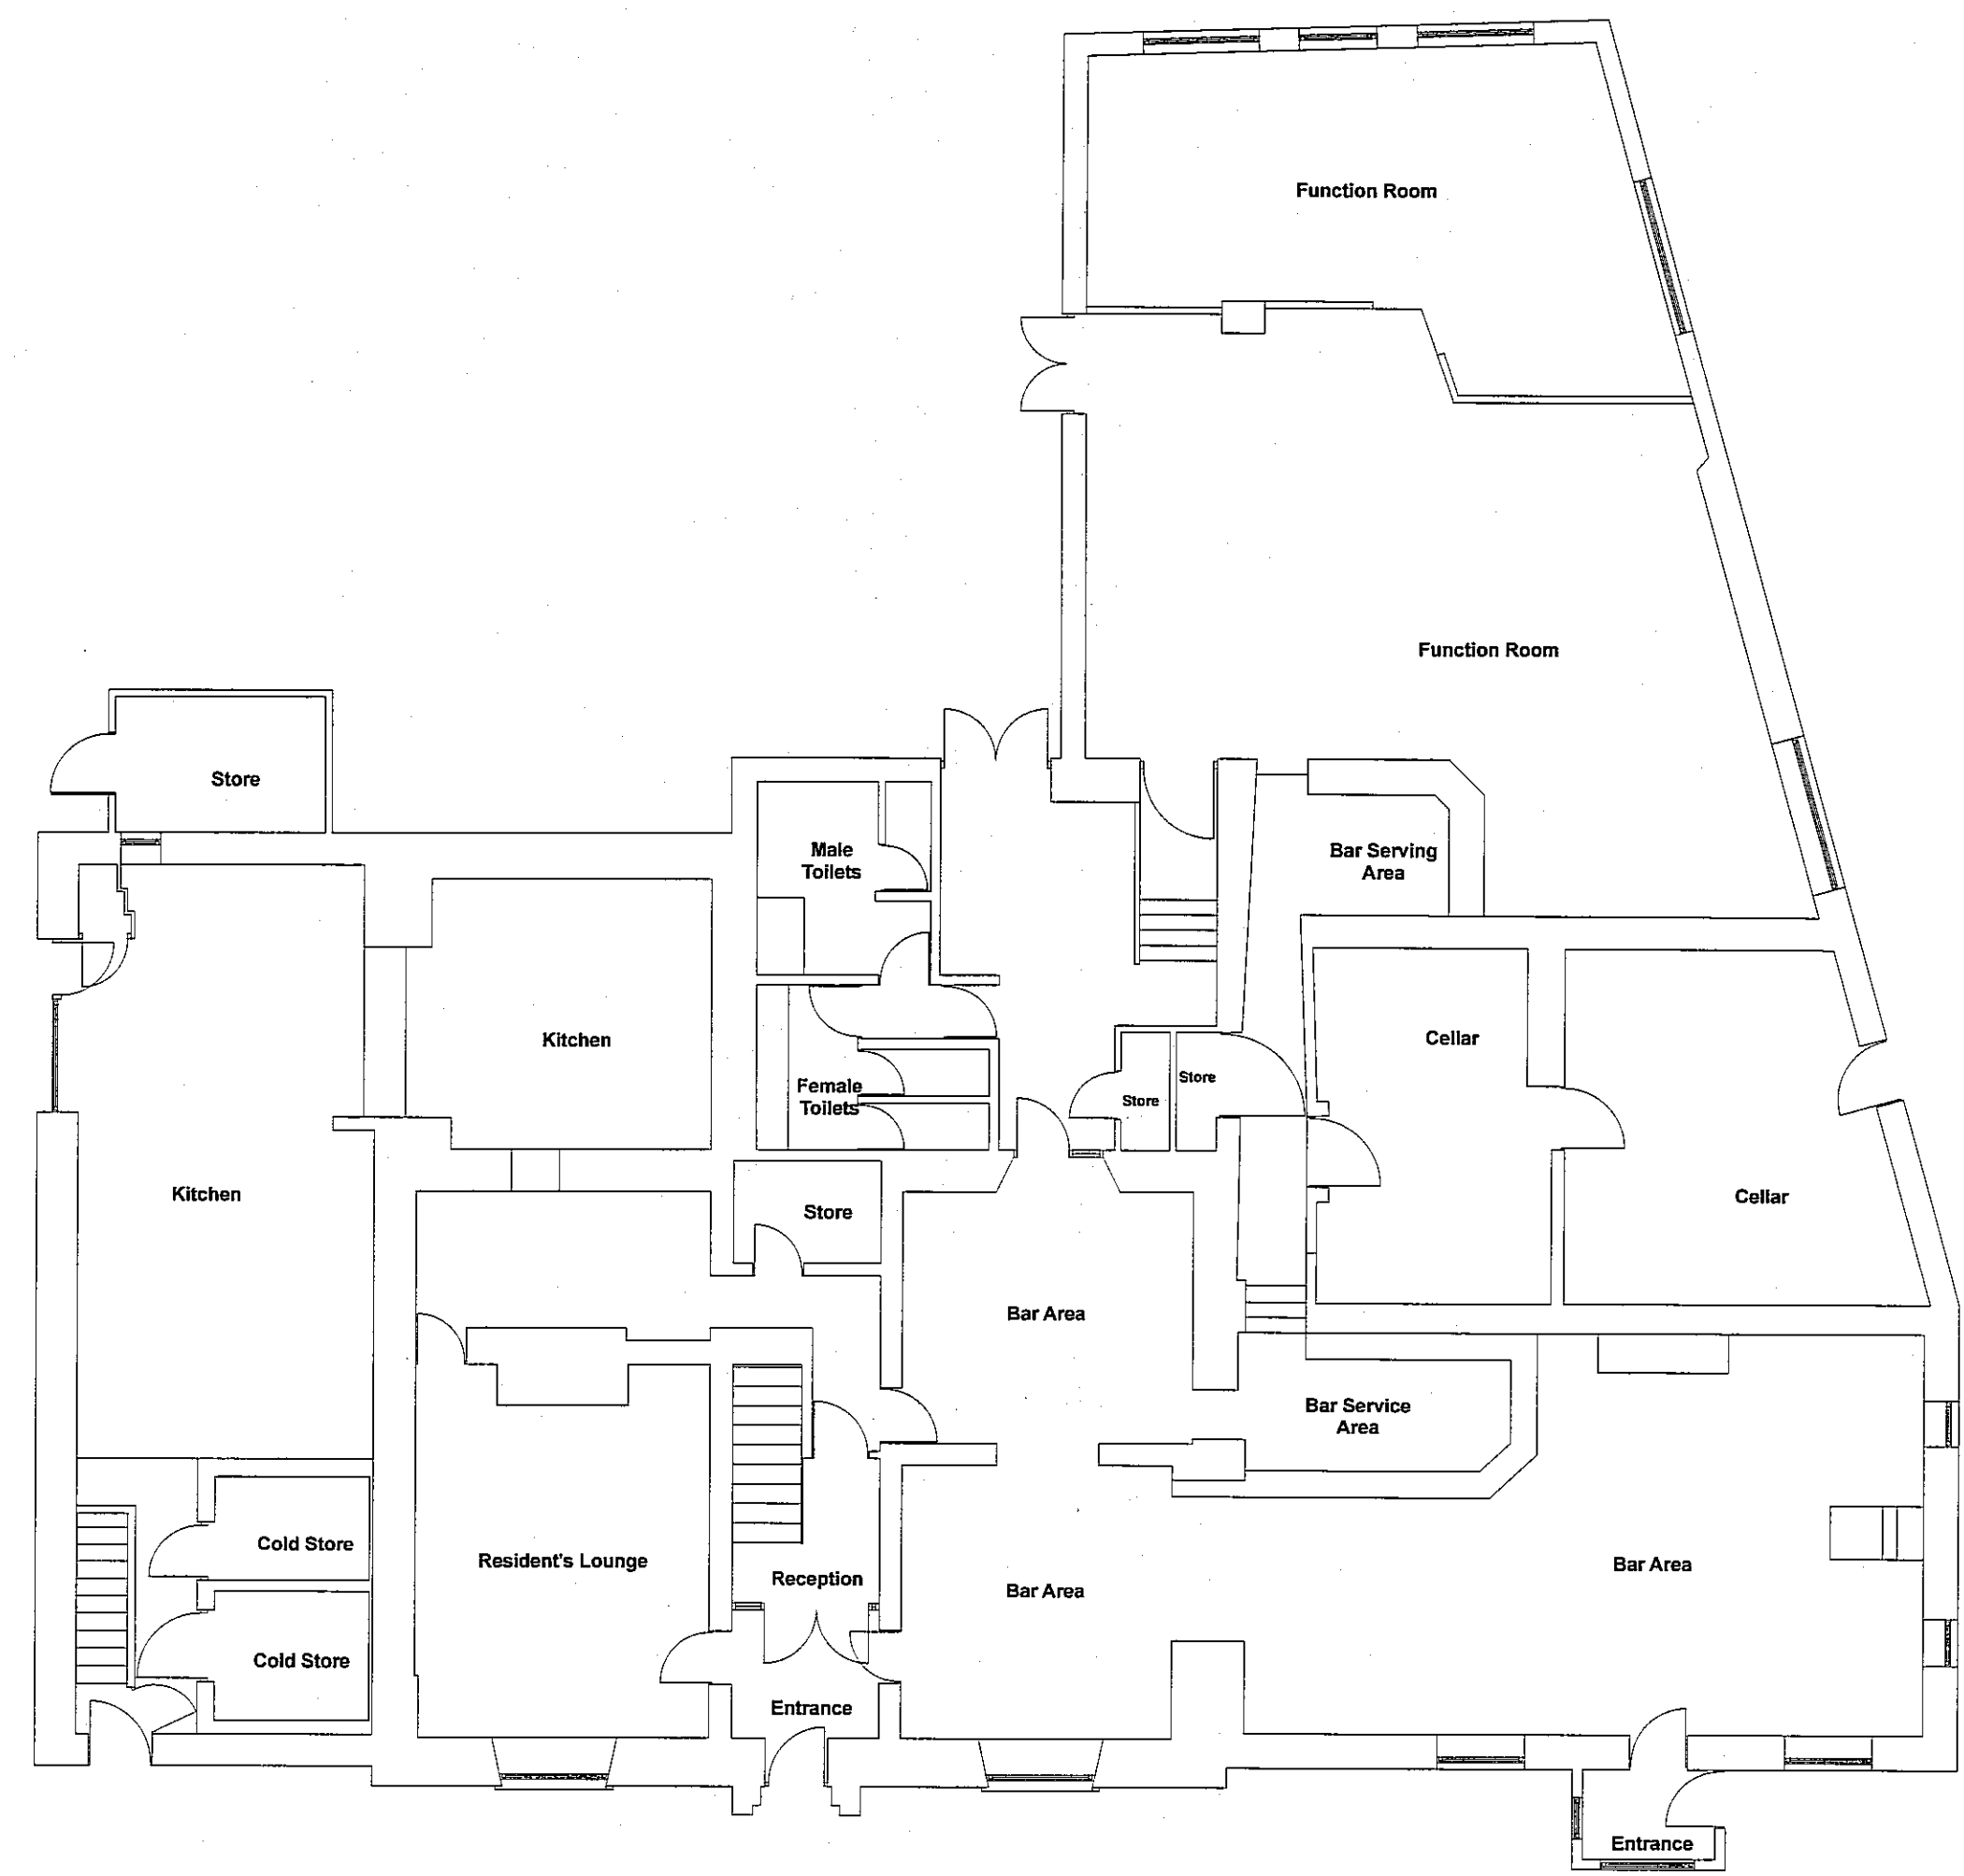 Function Room
Function Room
Store
Male
Toilets
Bar Serving
Area
Kitchen
Cellar
Female
Toilets
Store
Store
Kitchen
Cellar
Store
Bar Area
Bar Service
Area
Cold Store
Resident's Lounge
Reception
Bar Area
Bar Area
Cold Store
Entrance
Entrance